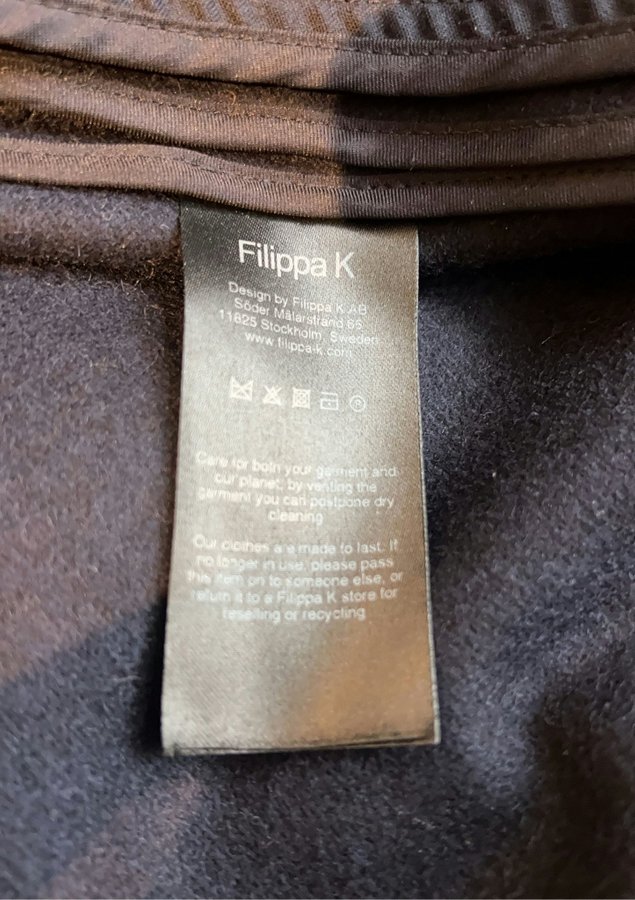 Filippa K
Design by Filippa K AB
Söder Mälarstrand 65
11825 Stockholm, Sweden
www.filippa-k.com
Care for both your garment and
our planet, by venting the
garment you can postpone dry
cleaning
Our clothes are made to last. If
no longer in use, please pass
this item on to someone else, or
return it to a Filippa K store for
reselling or recycling